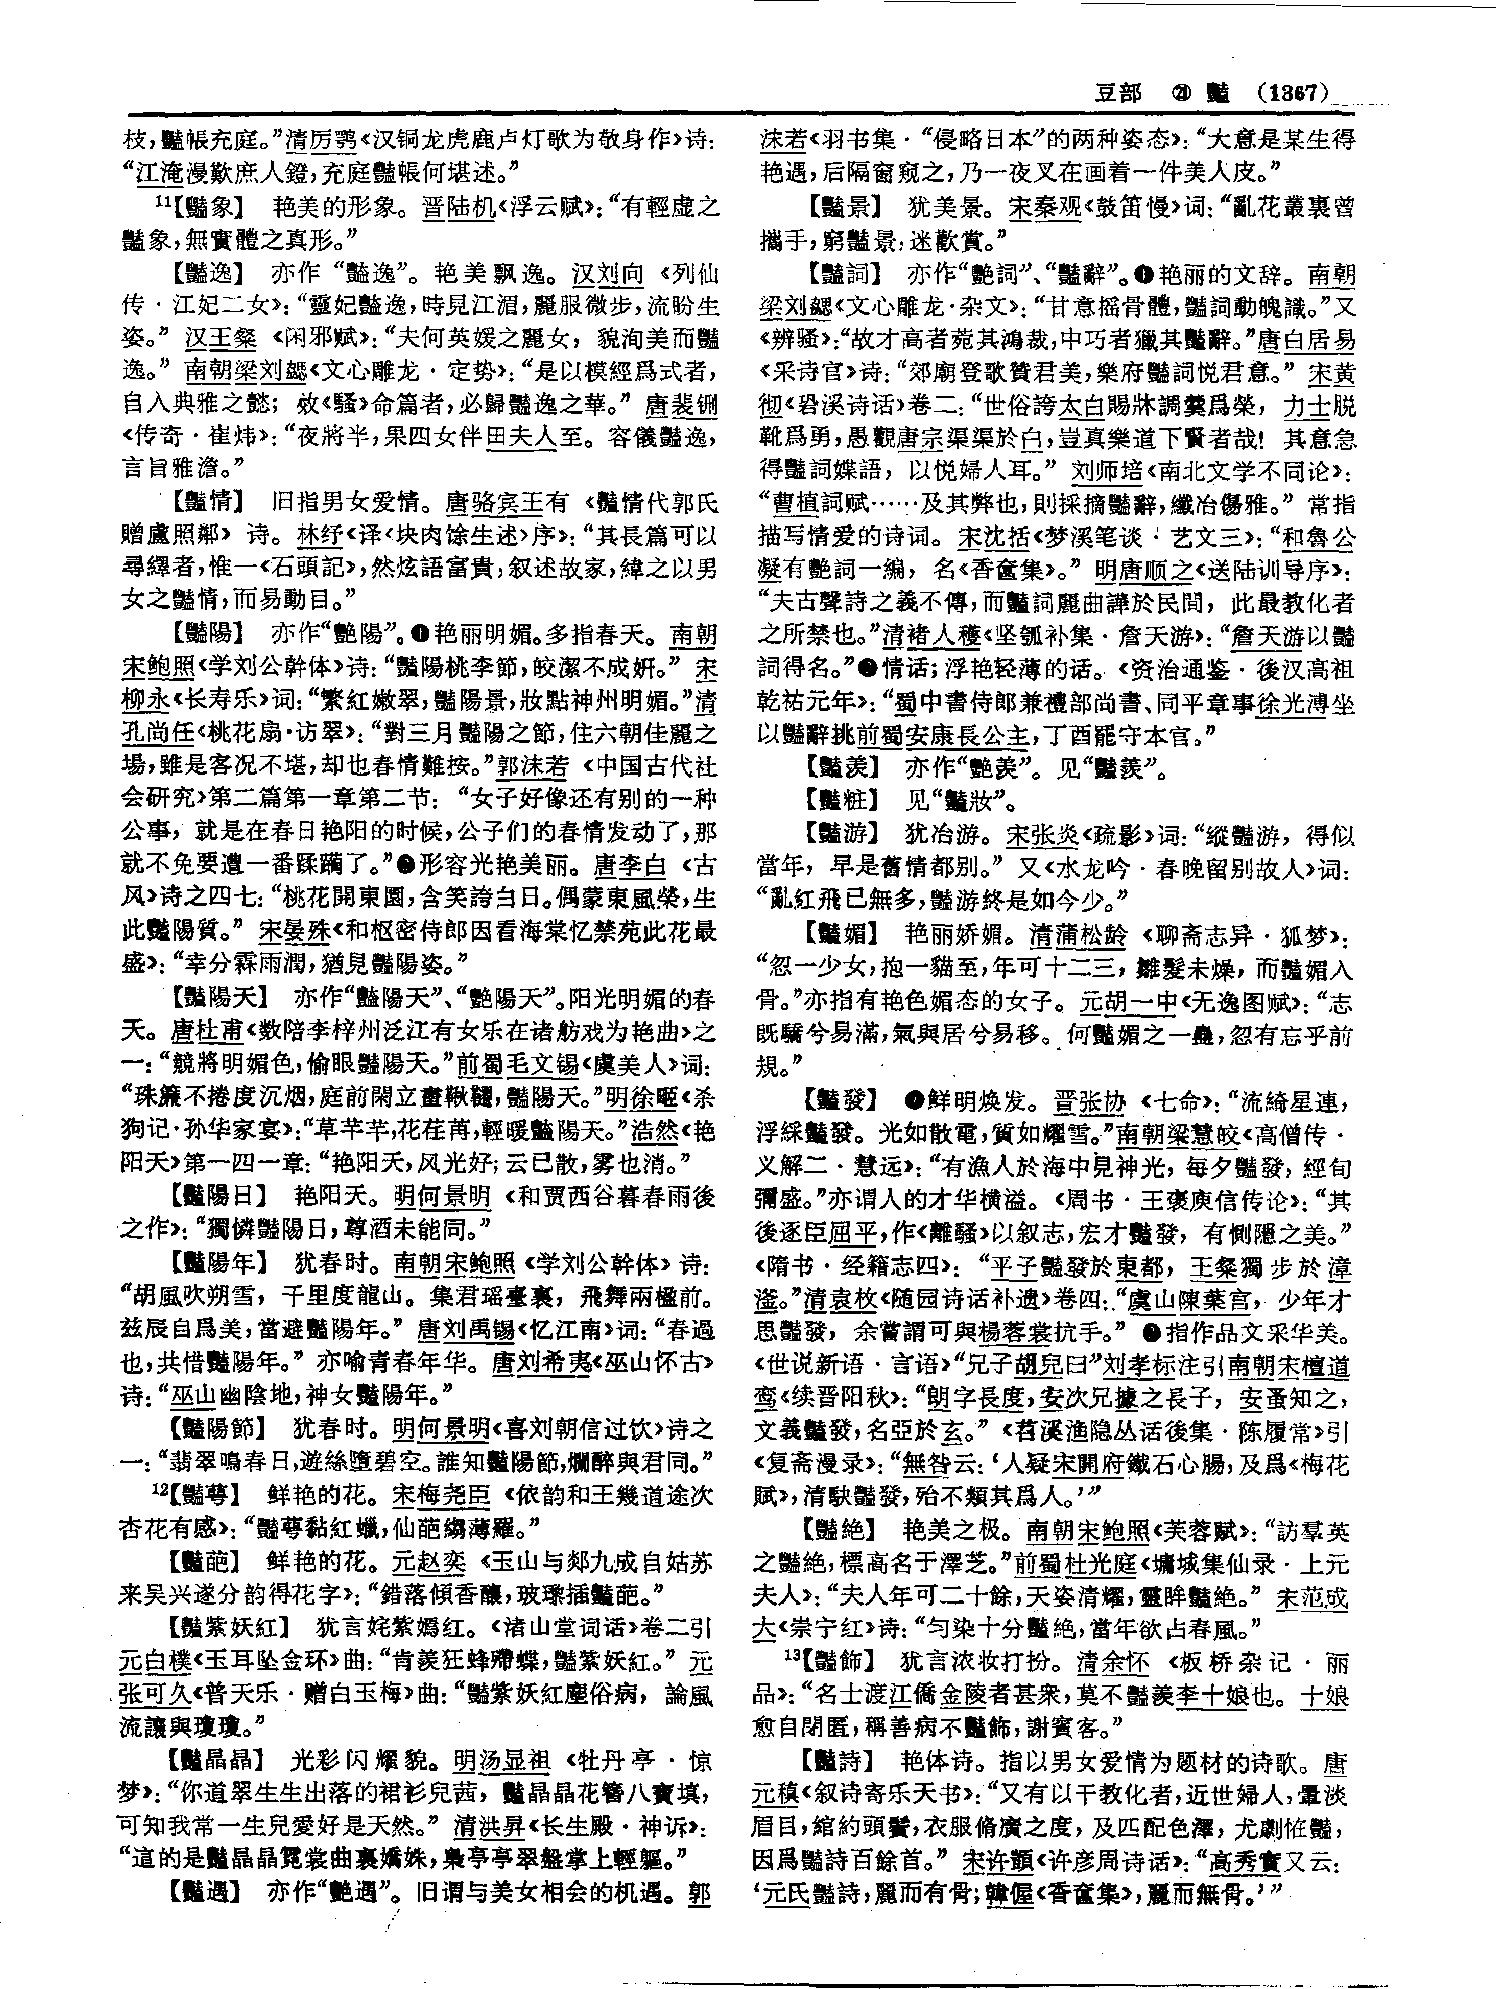 豆部 ㉑ 豔 (1367)
枝，豔帳充庭。”清厉鹗《汉铜龙虎鹿卢灯歌为敬身作》诗：
“江淹漫歎庶人鐙，充庭豔帳何堪述。”
11【豔象】 艳美的形象。晋陆机《浮云赋》：“有輕虚之
豔象，無實體之真形。”
【豔逸】 亦作“豓逸”。艳美飘逸。汉刘向《列仙
传·江妃二女》：“靈妃豔逸，時見江湄，麗服微步，流盼生
姿。” 汉王粲《闲邪赋》：“夫何英媛之麗女，貌洵美而豔
逸。” 南朝梁刘勰《文心雕龙·定势》：“是以模經爲式者，
自入典雅之懿；效《騷》命篇者，必歸豔逸之華。” 唐裴铏
《传奇·崔炜》：“夜將半，果四女伴田夫人至。容儀豔逸，
言旨雅澹。”
【豔情】 旧指男女爱情。唐骆宾王有《豔情代郭氏
贈盧照鄰》诗。林纾《译〈块肉馀生述〉序》：“其長篇可以
尋繹者，惟一《石頭記》，然炫語富貴，叙述故家，緯之以男
女之豔情，而易動目。”
【豔陽】 亦作“艷陽”。❶艳丽明媚。多指春天。南朝
宋鲍照《学刘公幹体》诗：“豔陽桃李節，皎潔不成妍。” 宋
柳永《长寿乐》词：“繁紅嫩翠，豔陽景，妝點神州明媚。”清
孔尚任《桃花扇·访翠》：“對三月豔陽之節，住六朝佳麗之
場，雖是客况不堪，却也春情難按。”郭沫若《中国古代社
会研究》第二篇第一章第二节：“女子好像还有别的一种
公事，就是在春日艳阳的时候，公子们的春情发动了，那
就不免要遭一番蹂躏了。”❷形容光艳美丽。唐李白《古
风》诗之四七：“桃花開東園，含笑誇白日。偶蒙東風榮，生
此豔陽質。” 宋晏殊《和枢密侍郎因看海棠忆禁苑此花最
盛》：“幸分霖雨潤，猶見豔陽姿。”
【豔陽天】 亦作“豓陽天”、“艷陽天”。阳光明媚的春
天。唐杜甫《数陪李梓州泛江有女乐在诸舫戏为艳曲》之
一：“競將明媚色，偷眼豔陽天。”前蜀毛文锡《虞美人》词：
“珠簾不捲度沉烟，庭前閑立畫鞦韆，豔陽天。”明徐㖂《杀
狗记·孙华家宴》：“草芊芊，花荏苒，輕暖豓陽天。”浩然《艳
阳天》第一四一章：“艳阳天，风光好；云已散，雾也消。”
【豔陽日】 艳阳天。明何景明《和贾西谷暮春雨後
之作》：“獨憐豔陽日，尊酒未能同。”
【豔陽年】 犹春时。南朝宋鲍照《学刘公幹体》诗：
“胡風吹朔雪，千里度龍山。集君瑶臺裏，飛舞兩楹前。
兹辰自爲美，當避豔陽年。” 唐刘禹锡《忆江南》词：“春過
也，共惜豔陽年。” 亦喻青春年华。唐刘希夷《巫山怀古》
诗：“巫山幽陰地，神女豔陽年。”
【豔陽節】 犹春时。明何景明《喜刘朝信过饮》诗之
一：“翡翠鳴春日，遊絲墮碧空。誰知豔陽節，爛醉與君同。”
12【豔萼】 鲜艳的花。宋梅尧臣《依韵和王幾道途次
杏花有感》：“豔萼黏紅蠟，仙葩縐薄羅。”
【豔葩】 鲜艳的花。元赵奕《玉山与郯九成自姑苏
来吴兴遂分韵得花字》：“錯落傾香釀，玻瓈插豔葩。”
【豔紫妖紅】 犹言姹紫嫣红。《渚山堂词话》卷二引
元白樸《玉耳坠金环》曲：“肯羡狂蜂殢蝶，豔紫妖紅。” 元
张可久《普天乐·赠白玉梅》曲：“豔紫妖紅塵俗病，論風
流讓與瓊瓊。”
【豔晶晶】 光彩闪耀貌。明汤显祖《牡丹亭·惊
梦》：“你道翠生生出落的裙衫兒茜，豔晶晶花簪八寶填，
可知我常一生兒愛好是天然。” 清洪昇《长生殿·神诉》：
“道的是豔晶晶霓裳曲裏嬌姝，裊亭亭翠盤掌上輕軀。”
【豔遇】 亦作“艷遇”。旧谓与美女相会的机遇。郭
沫若《羽书集·“侵略日本”的两种姿态》：“大意是某生得
艳遇，后隔窗窥之，乃一夜叉在画着一件美人皮。”
【豔景】 犹美景。宋秦观《鼓笛慢》词：“亂花叢裏曾
攜手，窮豔景，迷歡賞。”
【豔詞】 亦作“艷詞”、“豔辭”。❶艳丽的文辞。南朝
梁刘勰《文心雕龙·杂文》：“甘意摇骨體，豔詞動魄識。”又
《辨骚》：“故才高者菀其鴻裁，中巧者獵其豔辭。”唐白居易
《采诗官》诗：“郊廟登歌贊君美，樂府豔詞悦君意。” 宋黄
彻《䂬溪诗话》卷二：“世俗誇太白賜牀調羹爲榮，力士脱
靴爲勇，愚觀唐宗渠渠於白，豈真樂道下賢者哉！其意急
得豔詞媟語，以悦婦人耳。” 刘师培《南北文学不同论》：
“曹植詞赋……及其弊也，則採摘豔辭，纖冶傷雅。” 常指
描写情爱的诗词。宋沈括《梦溪笔谈·艺文三》：“和魯公
凝有艷詞一編，名《香奩集》。” 明唐顺之《送陆训导序》：
“夫古聲詩之義不傳，而豔詞麗曲譁於民間，此最教化者
之所禁也。”清褚人穫《坚瓠补集·詹天游》：“詹天游以豔
詞得名。”❷情话；浮艳轻薄的话。《资治通鉴·後汉高祖
乾祐元年》：“蜀中書侍郎兼禮部尚書、同平章事徐光溥坐
以豔辭挑前蜀安康長公主，丁酉罷守本官。”
【豔羡】 亦作“艷羡”。见“豔羨”。
【豔粧】 见“豔妝”。
【豔游】 犹冶游。宋张炎《疏影》词：“縱豔游，得似
當年，早是舊情都别。” 又《水龙吟·春晚留别故人》词：
“亂紅飛已無多，豔游終是如今少。”
【豔媚】 艳丽娇媚。清蒲松龄《聊斋志异·狐梦》：
“忽一少女，抱一貓至，年可十二三，雛髮未燥，而豔媚入
骨。”亦指有艳色媚态的女子。元胡一中《无逸图赋》：“志
既驕兮易滿，氣與居兮易移。何豔媚之一蠱，忽有忘乎前
規。”
【豔發】 ❶鲜明焕发。晋张协《七命》：“流綺星連，
浮綵豔發。光如散電，質如耀雪。”南朝梁慧皎《高僧传·
义解二·慧远》：“有漁人於海中見神光，每夕豔發，經旬
彌盛。”亦谓人的才华横溢。《周书·王褒庾信传论》：“其
後逐臣屈平，作《離騷》以叙志，宏才豔發，有惻隱之美。”
《隋书·经籍志四》：“平子豔發於東都，王粲獨步於漳
滏。”清袁枚《随园诗话补遗》卷四：“虞山陳葉宫，少年才
思豔發，余嘗謂可與楊蓉裳抗手。” ❷指作品文采华美。
《世说新语·言语》“兄子胡兒曰”刘孝标注引南朝宋檀道
鸾《续晋阳秋》：“朗字長度，安次兄據之長子，安蚤知之，
文義豔發，名亞於玄。” 《苕溪渔隐丛话後集·陈履常》引
《复斋漫录》：“無咎云：‘人疑宋開府鐵石心腸，及爲《梅花
賦》，清駃豔發，殆不類其爲人。’”
【豔絶】 艳美之极。南朝宋鲍照《芙蓉赋》：“訪羣英
之豔絶，標高名于澤芝。”前蜀杜光庭《墉城集仙录·上元
夫人》：“夫人年可二十餘，天姿清耀，靈眸豔絶。” 宋范成
大《崇宁红》诗：“匀染十分豔絶，當年欲占春風。”
13【豔飾】 犹言浓妆打扮。清余怀《板桥杂记·丽
品》：“名士渡江僑金陵者甚衆，莫不豔羡李十娘也。十娘
愈自閉匿，稱善病不豔飾，謝賓客。”
【豔詩】 艳体诗。指以男女爱情为题材的诗歌。唐
元稹《叙诗寄乐天书》：“又有以干教化者，近世婦人，暈淡
眉目，綰約頭鬢，衣服脩廣之度，及匹配色澤，尤劇怪豔，
因爲豔詩百餘首。” 宋许顗《许彦周诗话》：“高秀實又云：
‘元氏豔詩，麗而有骨；韓偓《香奩集》，麗而無骨。’”